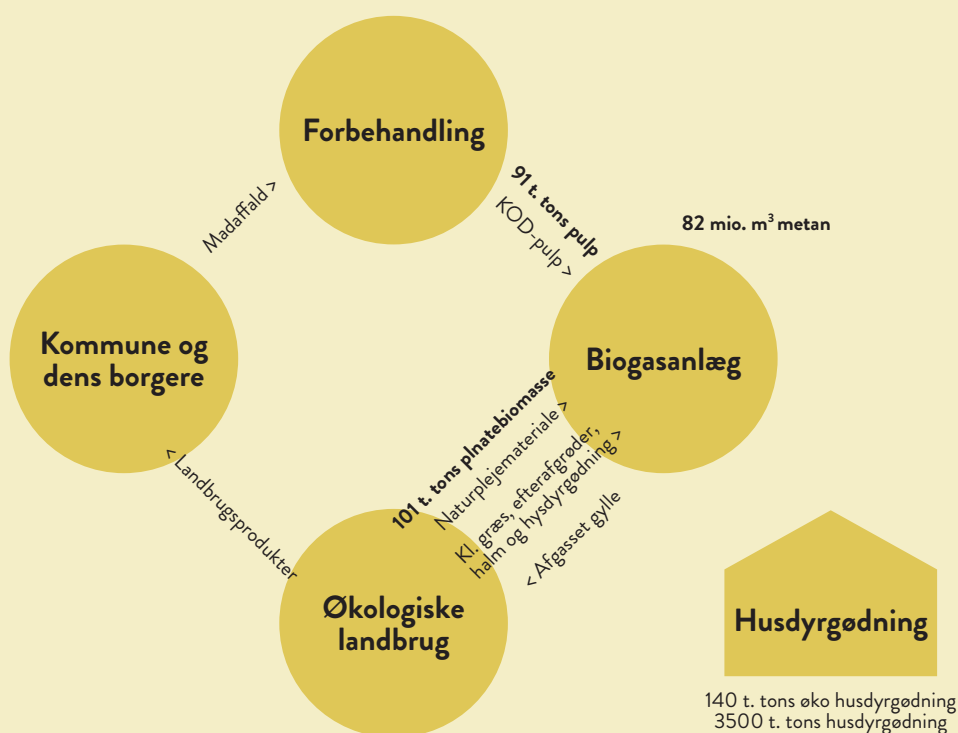 Forbehandling
Madaffald >
91 t. tons pulp
KOD-pulp >
82 mio. m³ metan
Kommune og
dens borgere
Biogasanlæg
101 t. tons plnatebiomasse
Naturplejemateriale >
Kl. græs, efterafgrøder,
halm og hysdyrgødning >
< Afgasset gylle
< Landbrugsprodukter
Økologiske
landbrug
Husdyrgødning
140 t. tons øko husdyrgødning
3500 t. tons husdyrgødning